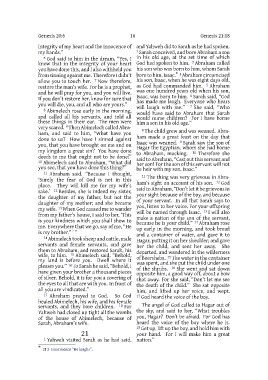 Genesis 20:6
16
Genesis 21:18
integrity of my heart and the innocence of
my hands."
6 God said to him in the dream, "Yes, I
know that in the integrity of your heart
you have done this, and I also withheld you
from sinning against me. Therefore I didn't
allow you to touch her. 7 Now therefore,
restore the man's wife. For he is a prophet,
and he will pray for you, and you will live.
If you don't restore her, know for sure that
you will die, you, and all who are yours."
8 Abimelech rose early in the morning,
and called all his servants, and told all
these things in their ear. The men were
very scared. 9 Then Abimelech called Abra-
ham, and said to him, "What have you
done to us? How have I sinned against
you, that you have brought on me and on
my kingdom a great sin? You have done
deeds to me that ought not to be done!"
10 Abimelech said to Abraham, "What did
you see, that you have done this thing?"
11 Abraham said, "Because I thought,
'Surely the fear of God is not in this
place. They will kill me for my wife's
sake.' 12 Besides, she is indeed my sister,
the daughter of my father, but not the
daughter of my mother; and she became
my wife. 13 When God caused me to wander
from my father's house, I said to her, 'This
is your kindness which you shall show to
me. Everywhere that we go, say of me, "He
is my brother." ' "
14 Abimelech took sheep and cattle, male
servants and female servants, and gave
them to Abraham, and restored Sarah, his
wife, to him. 15 Abimelech said, "Behold,
my land is before you. Dwell where it
pleases you." 16 To Sarah he said, "Behold, I
have given your brother a thousand pieces
of silver. Behold, it is for you a covering of
the eyes to all that are with you. In front of
all you are vindicated."
17 Abraham prayed to God. So God
healed Abimelech, his wife, and his female
servants, and they bore children. 18 For
Yahweh had closed up tight all the wombs
of the house of Abimelech, because of
Sarah, Abraham's wife.
21
1 Yahweh visited Sarah as he had said,
and Yahweh did to Sarah as he had spoken.
2 Sarah conceived, and bore Abraham a son
in his old age, at the set time of which
God had spoken to him. 3 Abraham called
his son who was born to him, whom Sarah
bore to him, Isaac. 4 Abraham circumcised
his son, Isaac, when he was eight days old,
as God had commanded him. 5 Abraham
was one hundred years old when his son,
Isaac, was born to him. 6 Sarah said, "God
has made me laugh. Everyone who hears
will laugh with me." 7 She said, "Who
would have said to Abraham that Sarah
would nurse children? For I have borne
him a son in his old age."
8 The child grew and was weaned. Abra-
ham made a great feast on the day that
Isaac was weaned. 9 Sarah saw the son of
Hagar the Egyptian, whom she had borne
to Abraham, mocking. 10 Therefore she
said to Abraham, "Cast out this servant and
her son! For the son of this servant will not
be heir with my son, Isaac."
11 The thing was very grievous in Abra-
ham's sight on account of his son. 12 God
said to Abraham, "Don't let it be grievous in
your sight because of the boy, and because
of your servant. In all that Sarah says to
you, listen to her voice. For your offspring
will be named through Isaac. 13 I will also
make a nation of the son of the servant,
because he is your child." 14 Abraham rose
up early in the morning, and took bread
and a container of water, and gave it to
Hagar, putting it on her shoulder; and gave
her the child, and sent her away. She
departed, and wandered in the wilderness
of Beersheba. 15 The water in the container
was spent, and she put the child under one
of the shrubs. 16 She went and sat down
opposite him, a good way off, about a bow
shot away. For she said, "Don't let me see
the death of the child." She sat opposite
him, and lifted up her voice, and wept.
17 God heard the voice of the boy.
The angel of God called to Hagar out of
the sky, and said to her, "What troubles
you, Hagar? Don't be afraid. For God has
heard the voice of the boy where he is.
18 Get up, lift up the boy, and hold him with
your hand. For I will make him a great
nation."